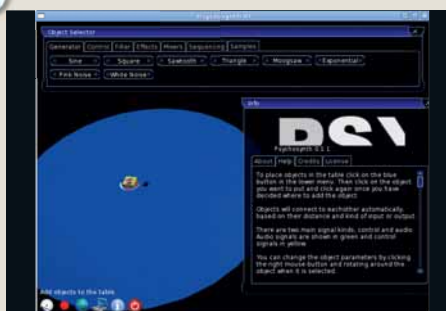 Psychosynth 0.1
Object Selector
Generator Control Filter Effects Mixers Sequencing Samples
Sine Square Sawtooth Triangle Moogsaw Exponential
Pink Noise White Noise
Info
PSY
Psychosynth 0.1.1
About Help Credits License
To place objects in the table click on the blue
button in the lower menu. Then click on the object
you want to put and click again once you have
decided where to add the object.
Objects will connect to eachother automatically,
based on their distance and kind of input or output.
There are two main signal kinds, control and audio.
Audio signals are shown in green and control
signals in yellow.
You can change the object parameters by clicking
the right mouse button and rotating around the
object when it is selected.
Add objects to the table